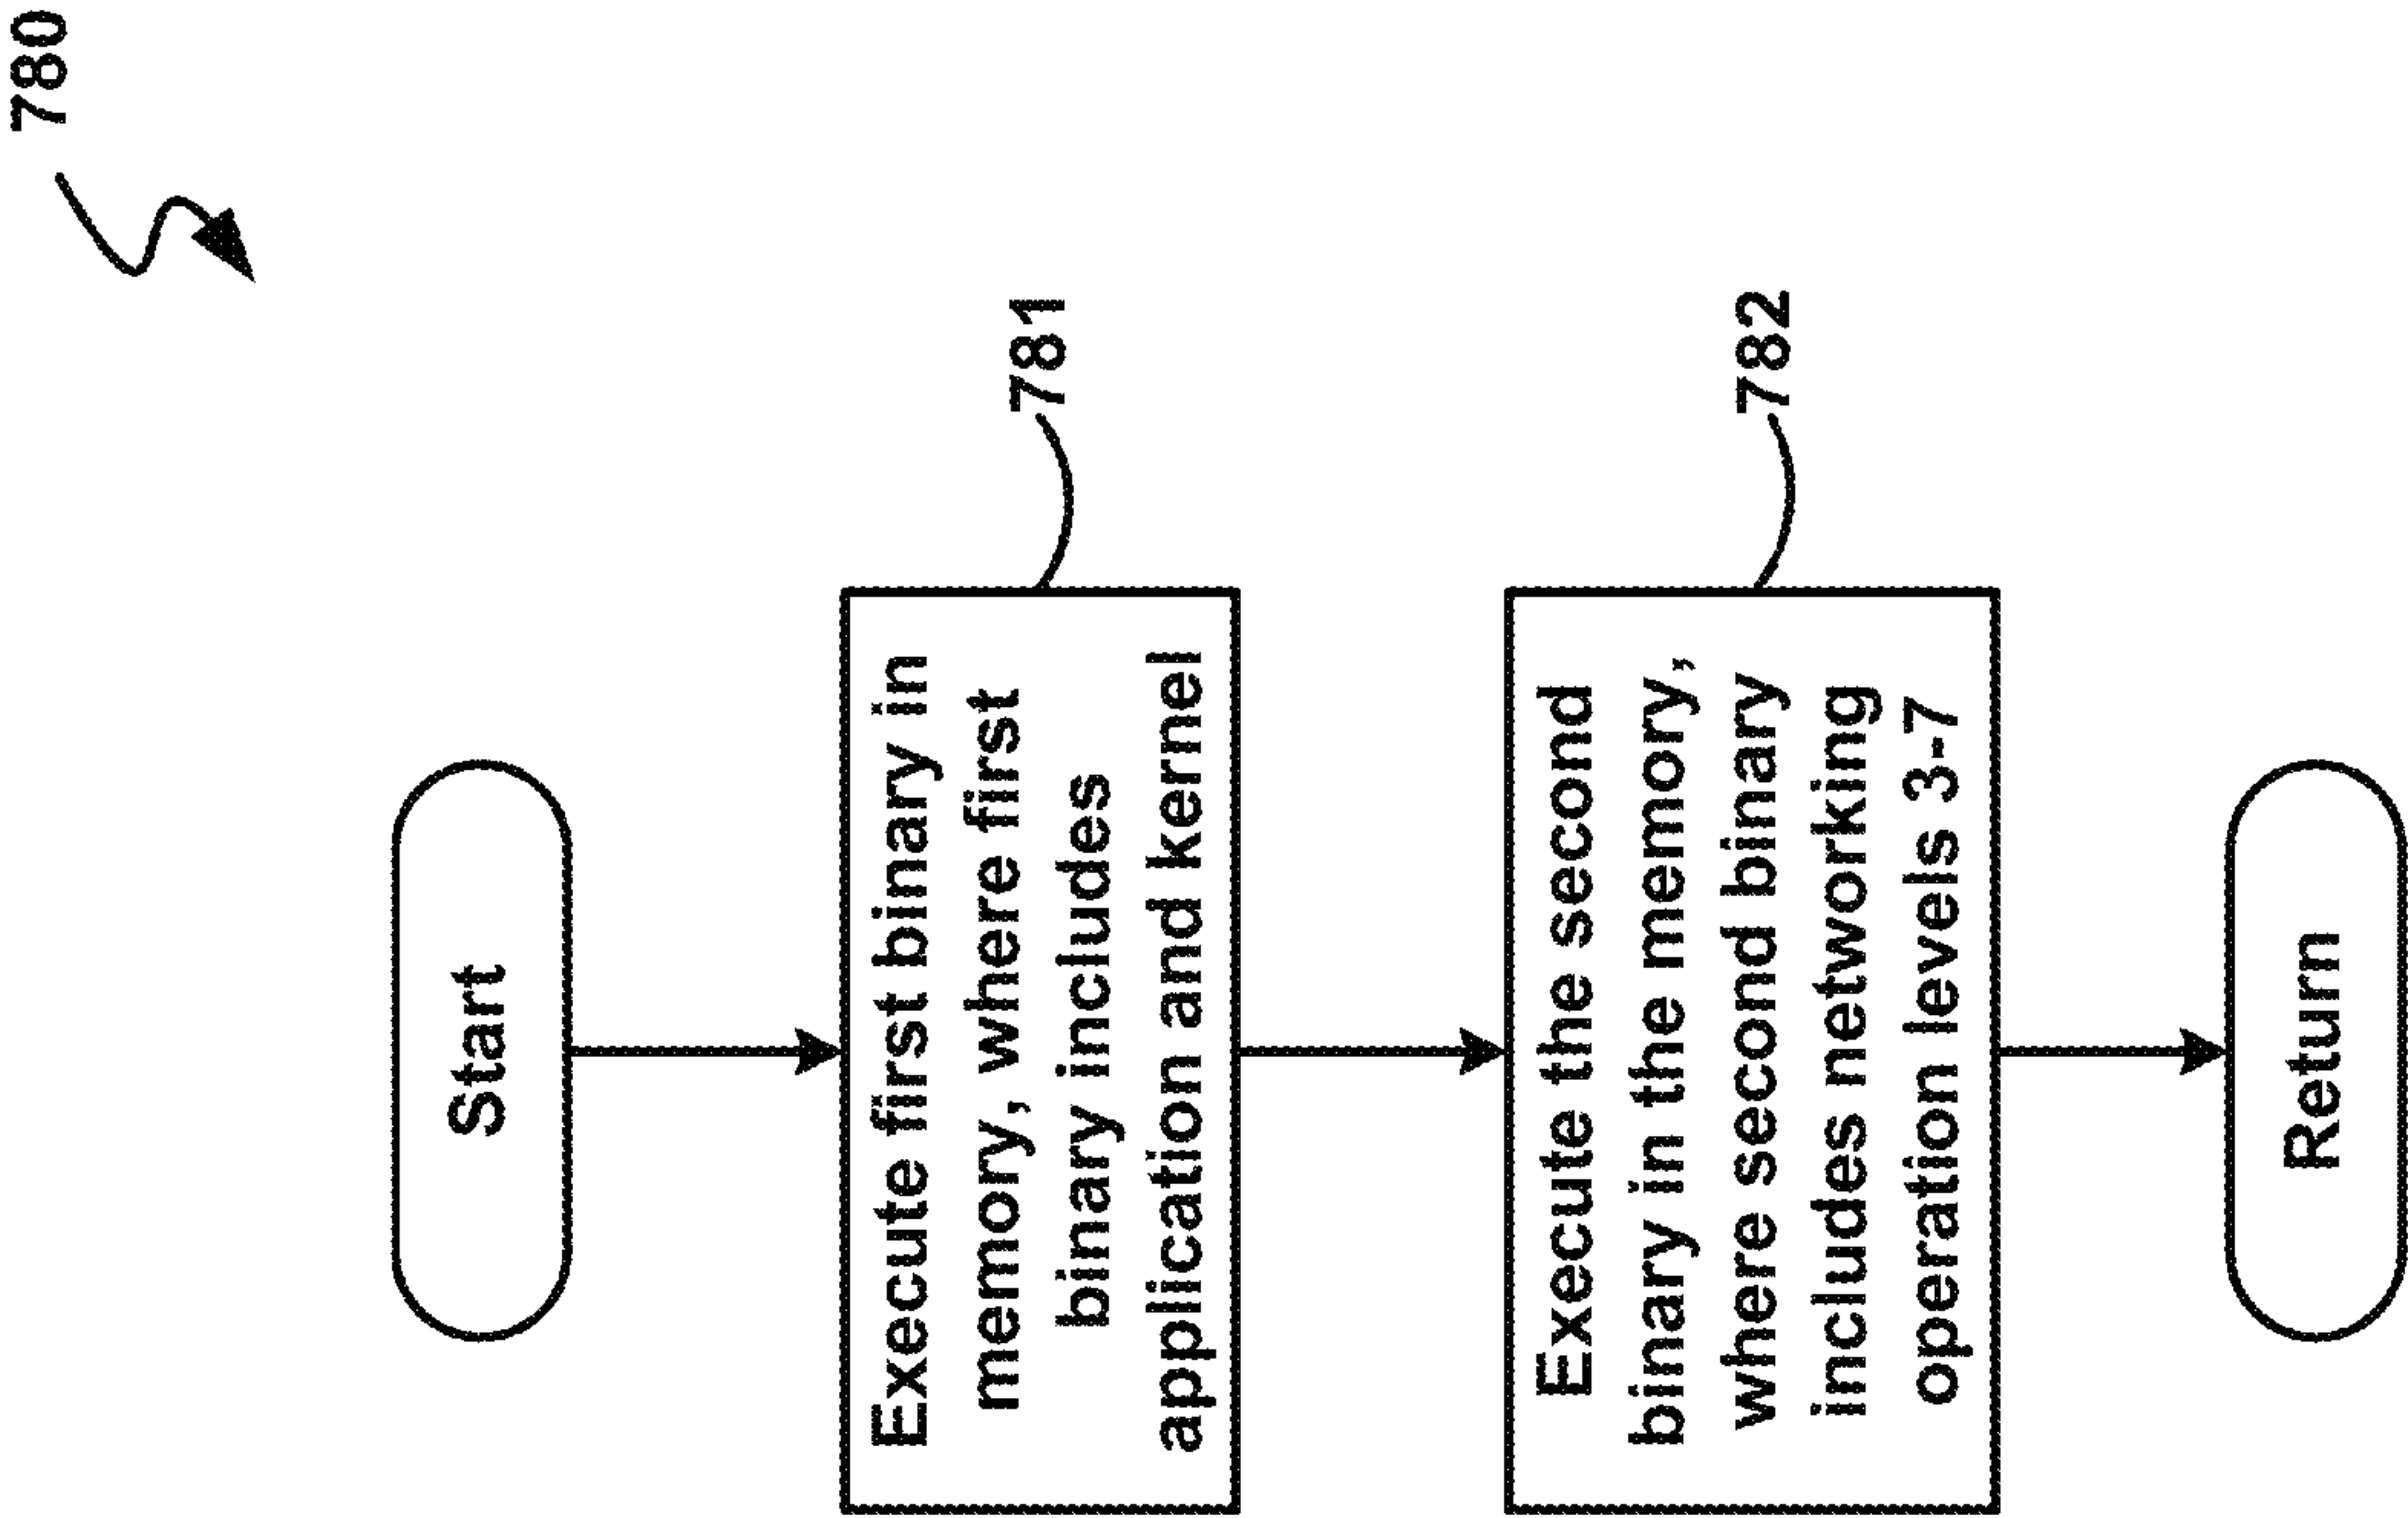 780
Start
Execute first binary in
memory, where first
binary includes
application and kernel
781
Execute the second
binary in the memory,
where second binary
includes networking
operation levels 3-7
782
Return